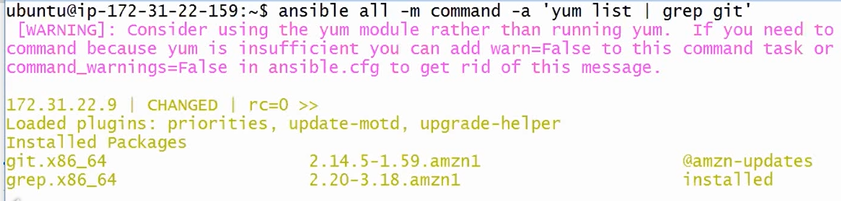 ubuntu@ip-172-31-22-159:~$ ansible all -m command -a 'yum list | grep git'
[WARNING]: Consider using the yum module rather than running yum.  If you need to
command because yum is insufficient you can add warn=False to this command task or
command_warnings=False in ansible.cfg to get rid of this message.
172.31.22.9 | CHANGED | rc=0 >>
Loaded plugins: priorities, update-motd, upgrade-helper
Installed Packages
git.x86_64 2.14.5-1.59.amzn1 @amzn-updates
grep.x86_64 2.20-3.18.amzn1 installed